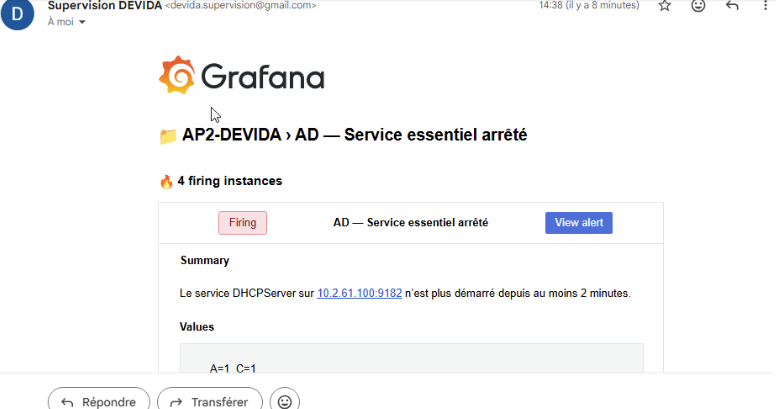 D
Supervision DEVIDA <devida.supervision@gmail.com> 14:38 (il y a 8 minutes)
À moi
Grafana
AP2-DEVIDA › AD — Service essentiel arrêté
4 firing instances
Firing AD — Service essentiel arrêté View alert
Summary
Le service DHCPServer sur 10.2.61.100:9182 n'est plus démarré depuis au moins 2 minutes.
Values
A=1 C=1
Répondre Transférer